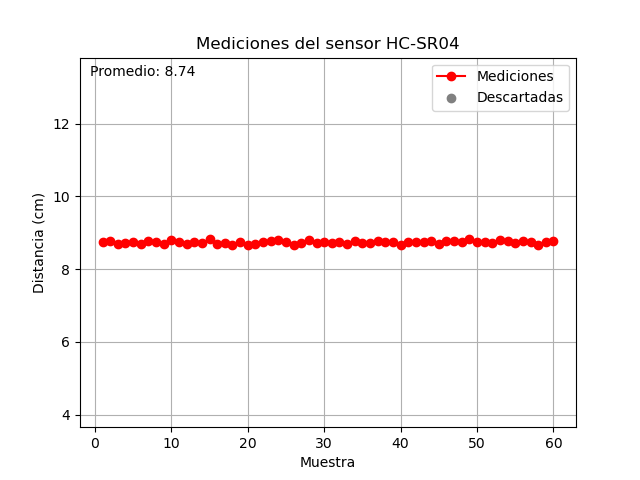 Mediciones del sensor HC-SR04
Promedio: 8.74
Mediciones
Descartadas
Distancia (cm)
12
10
8
6
4
0 10 20 30 40 50 60
Muestra